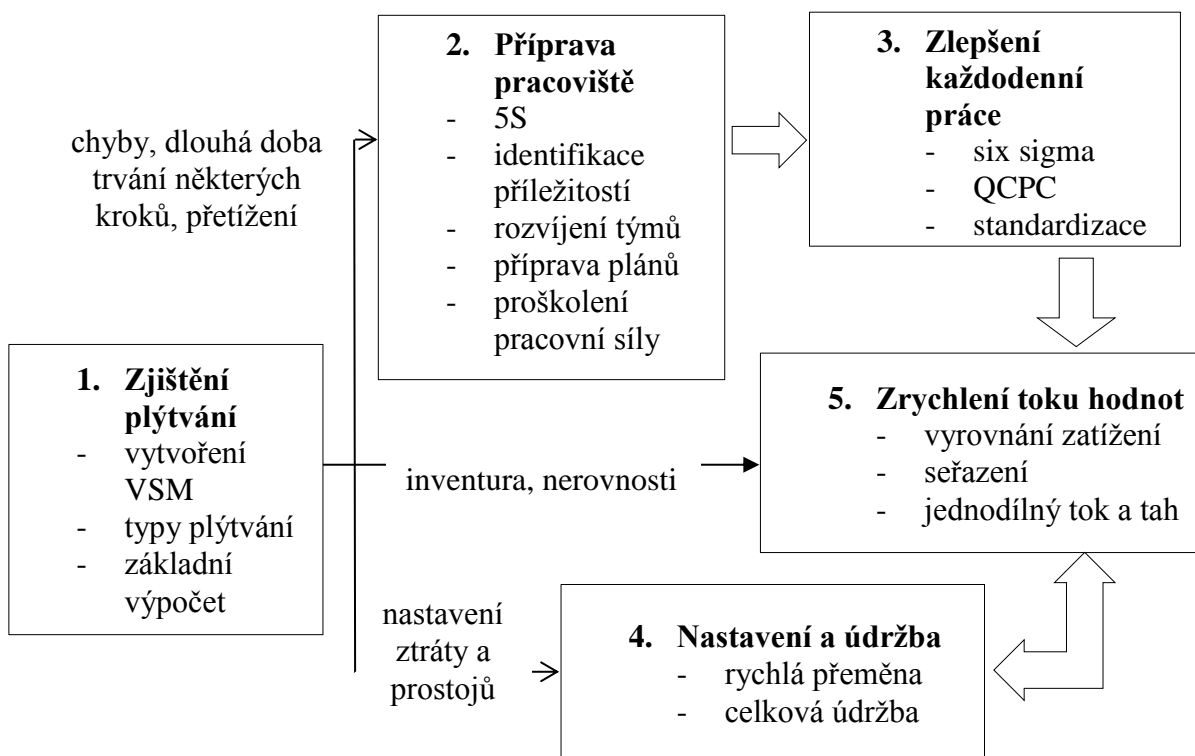 2. Příprava
pracoviště
- 5S
- identifikace
příležitostí
- rozvíjení týmů
- příprava plánů
- proškolení
pracovní síly
3. Zlepšení
každodenní
práce
- six sigma
- QCPC
- standardizace
chyby, dlouhá doba
trvání některých
kroků, přetížení
1. Zjištění
plýtvání
- vytvoření
VSM
- typy plýtvání
- základní
výpočet
inventura, nerovnosti
5. Zrychlení toku hodnot
- vyrovnání zatížení
- seřazení
- jednodílný tok a tah
nastavení
ztráty a
prostojů
4. Nastavení a údržba
- rychlá přeměna
- celková údržba